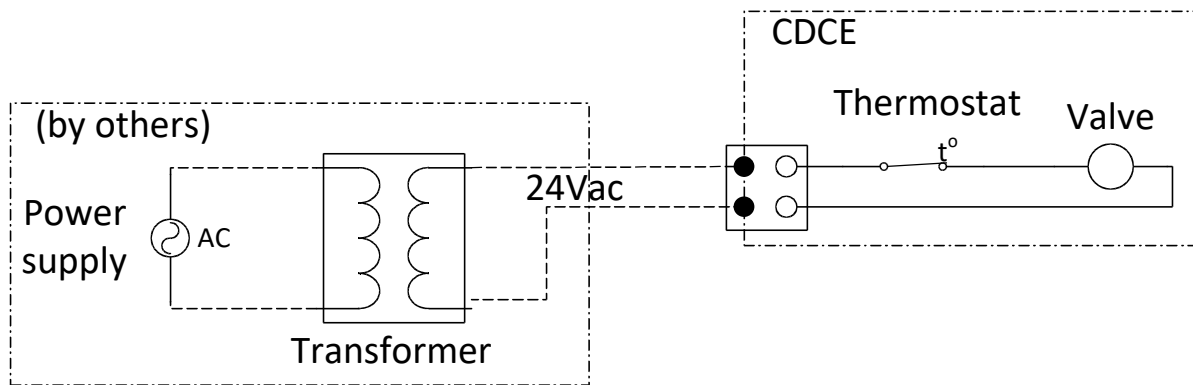 CDCE
(by others)
Thermostat
Valve
t°
24Vac
Power
supply
AC
Transformer